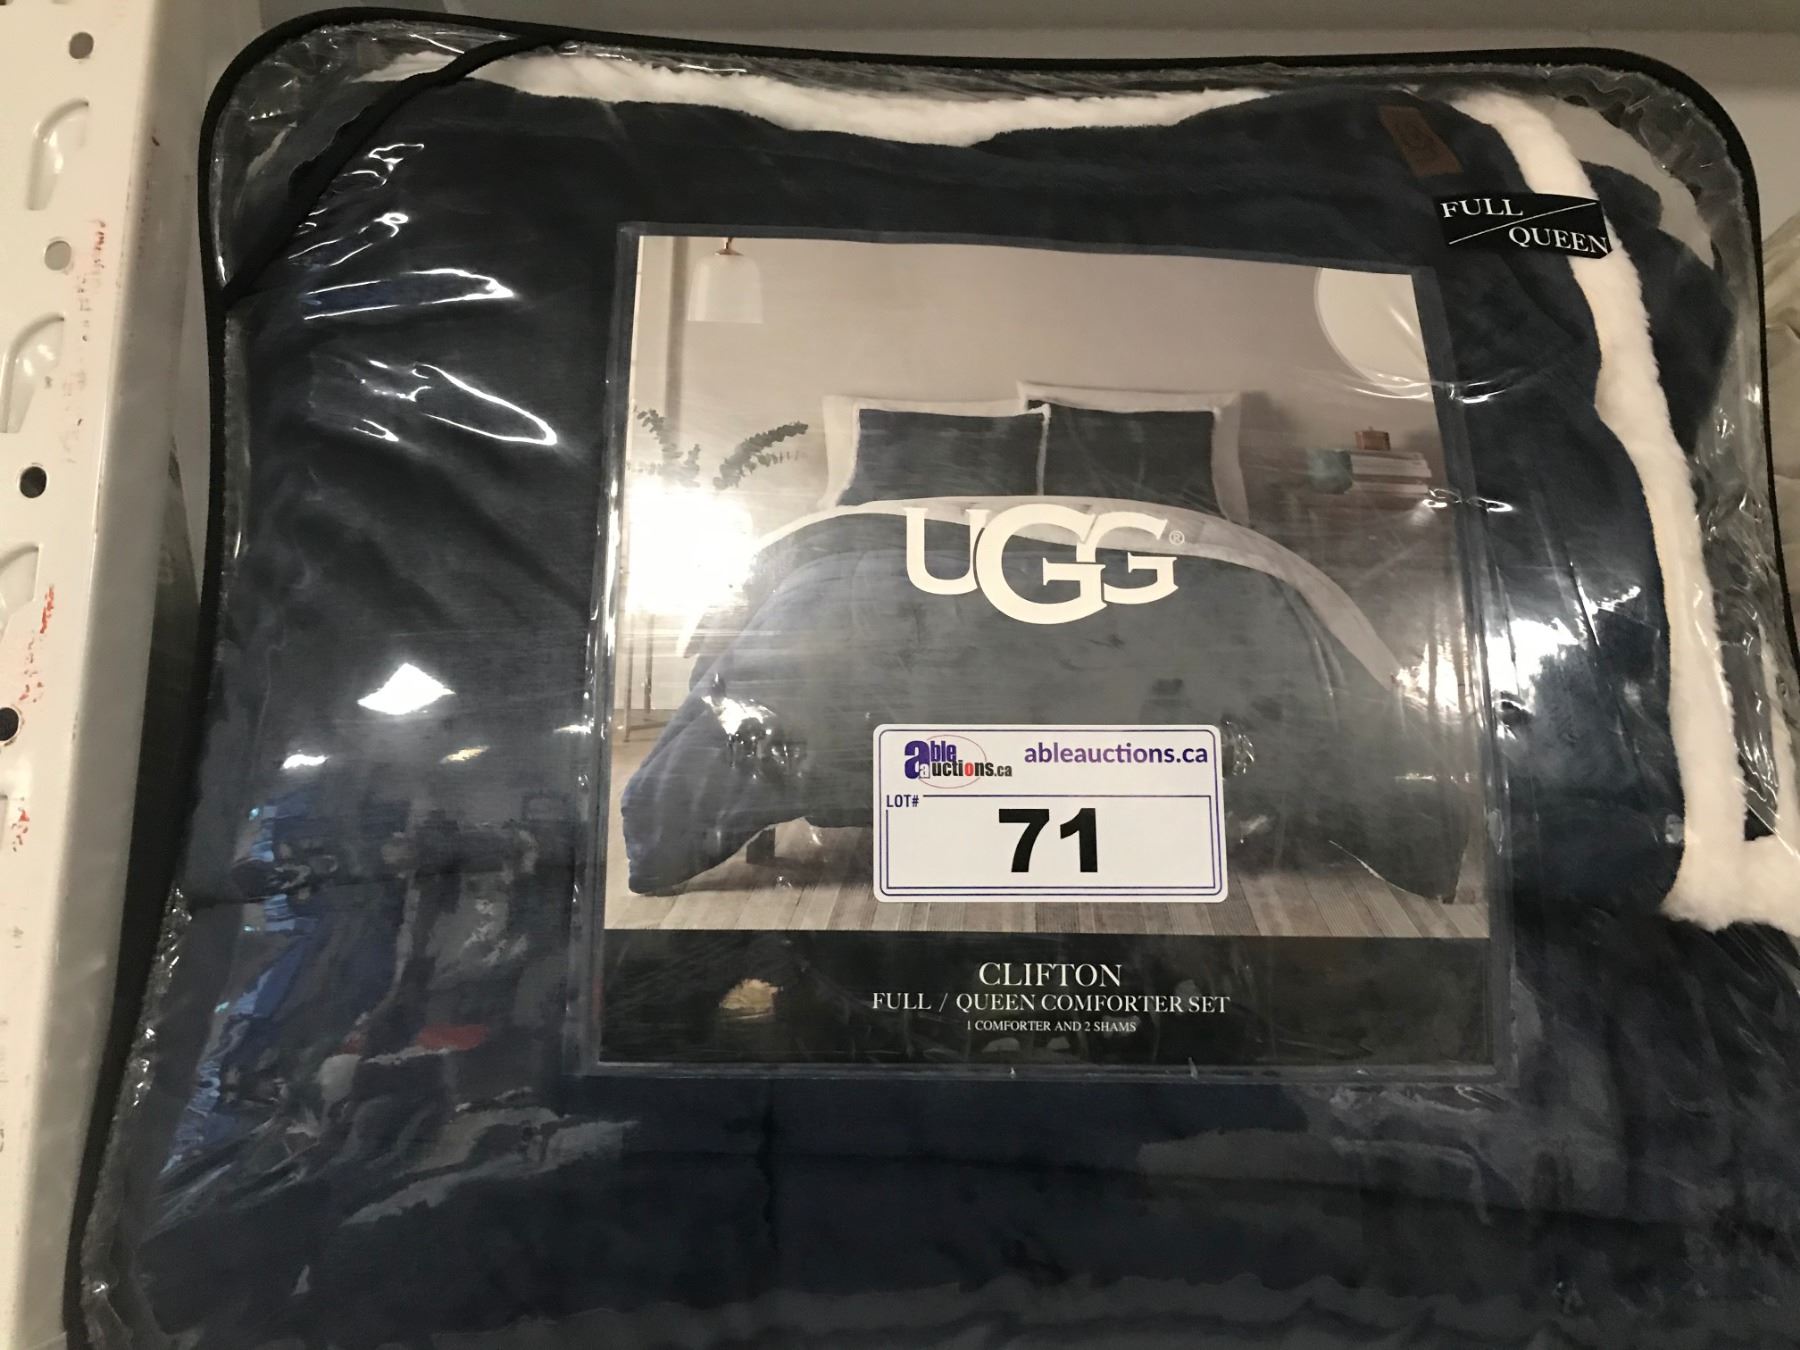 FULL
QUEEN
UGG®
able auctions.ca
ableauctions.ca
LOT#
71
CLIFTON
FULL / QUEEN COMFORTER SET
1 COMFORTER AND 2 SHAMS